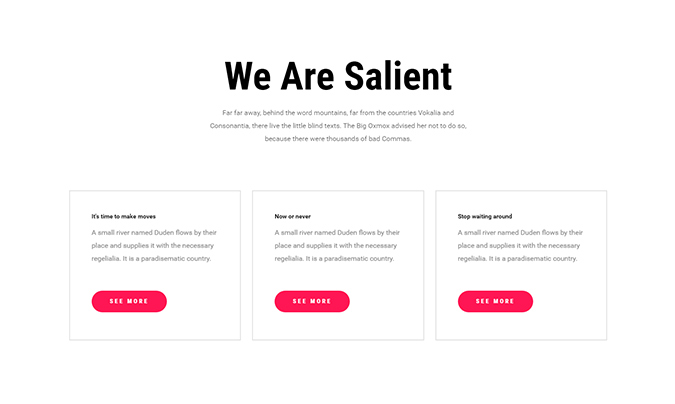 We Are Salient
Far far away, behind the word mountains, far from the countries Vokalia and
Consonantia, there live the little blind texts. The Big Oxmox advised her not to do so,
because there were thousands of bad Commas.
It's time to make moves
A small river named Duden flows by their
place and supplies it with the necessary
regelialia. It is a paradisematic country.
SEE MORE
Now or never
A small river named Duden flows by their
place and supplies it with the necessary
regelialia. It is a paradisematic country.
SEE MORE
Stop waiting around
A small river named Duden flows by their
place and supplies it with the necessary
regelialia. It is a paradisematic country.
SEE MORE